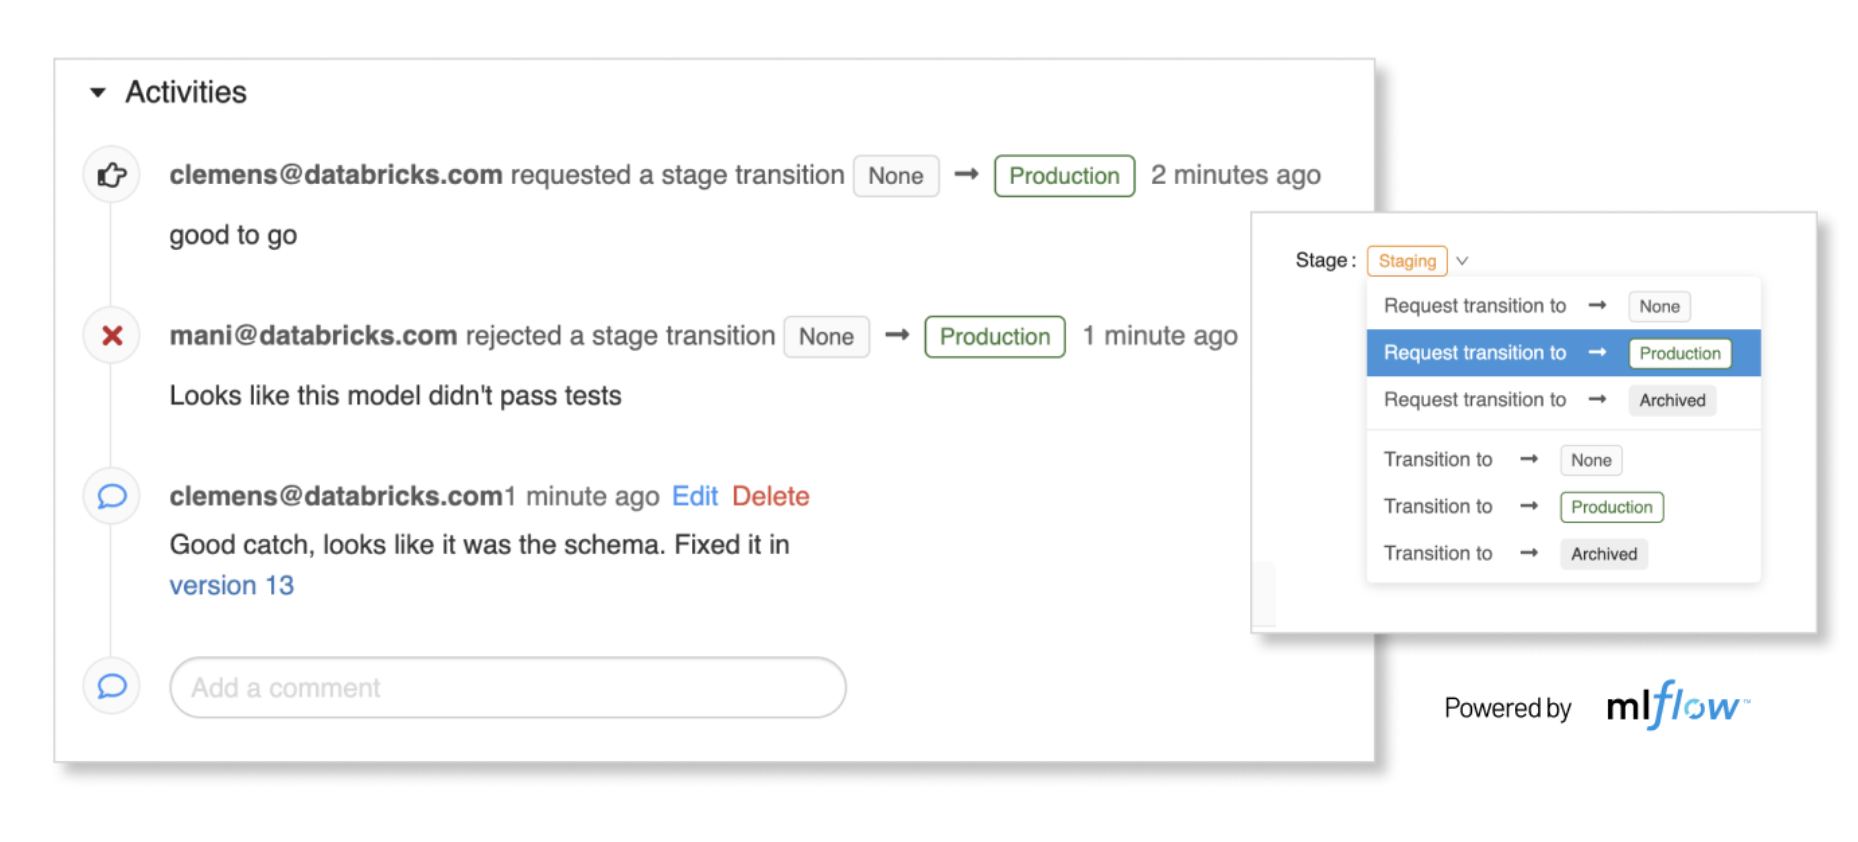 Activities
clemens@databricks.com requested a stage transition None → Production 2 minutes ago
good to go
mani@databricks.com rejected a stage transition None → Production 1 minute ago
Looks like this model didn't pass tests
clemens@databricks.com1 minute ago Edit Delete
Good catch, looks like it was the schema. Fixed it in
version 13
Add a comment
Stage: Staging
Request transition to → None
Request transition to → Production
Request transition to → Archived
Transition to → None
Transition to → Production
Transition to → Archived
Powered by mlflow™